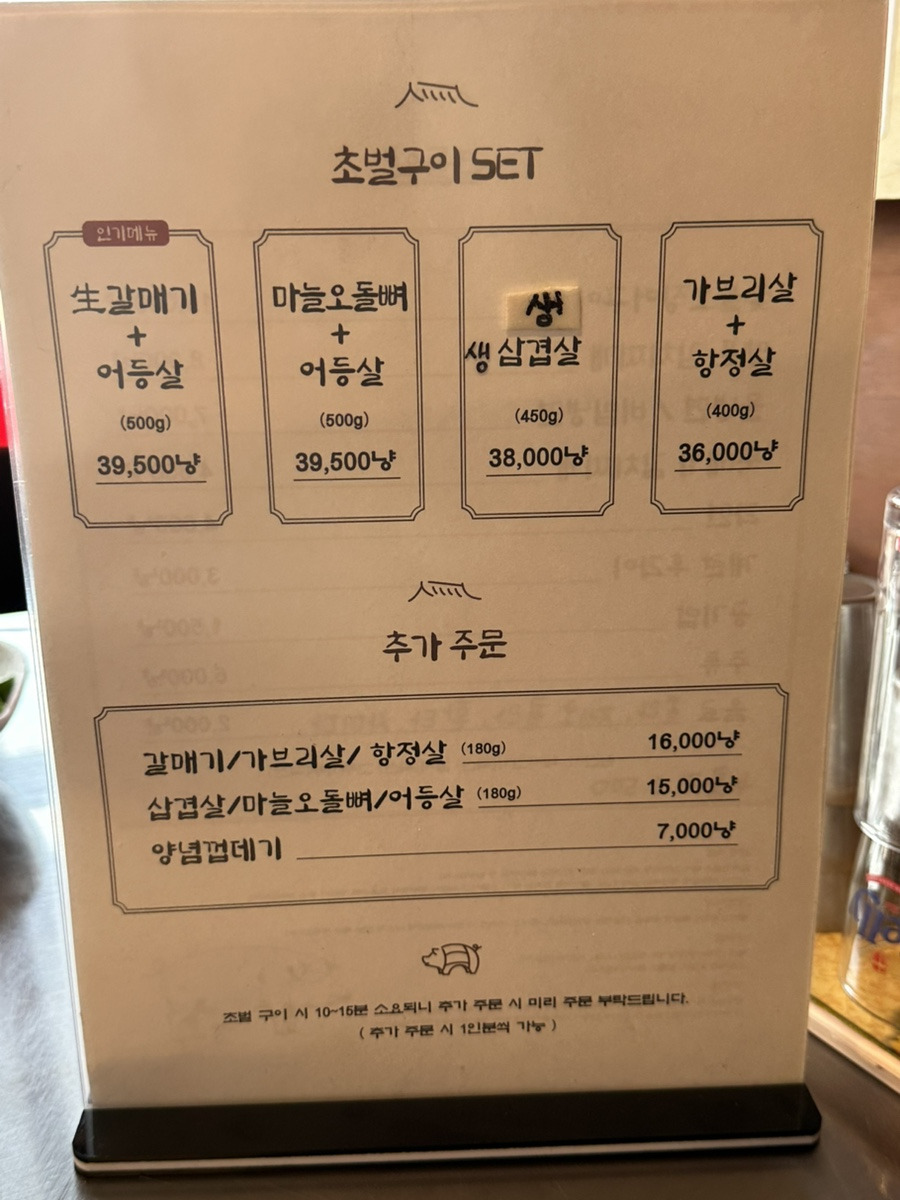 초벌구이 SET
인기메뉴
生갈매기
+
어등살
(500g)
39,500냥
마늘오돌뼈
+
어등살
(500g)
39,500냥
생
생 삼겹살
(450g)
38,000냥
가브리살
+
항정살
(400g)
36,000냥
추가 주문
갈매기/가브리살/ 항정살 (180g) 16,000냥
삼겹살/마늘오돌뼈/어등살 (180g) 15,000냥
양념껍데기 7,000냥
초벌 구이 시 10~15분 소요되니 추가 주문 시 미리 주문 부탁드립니다.
( 추가 주문 시 1인분씩 가능 )